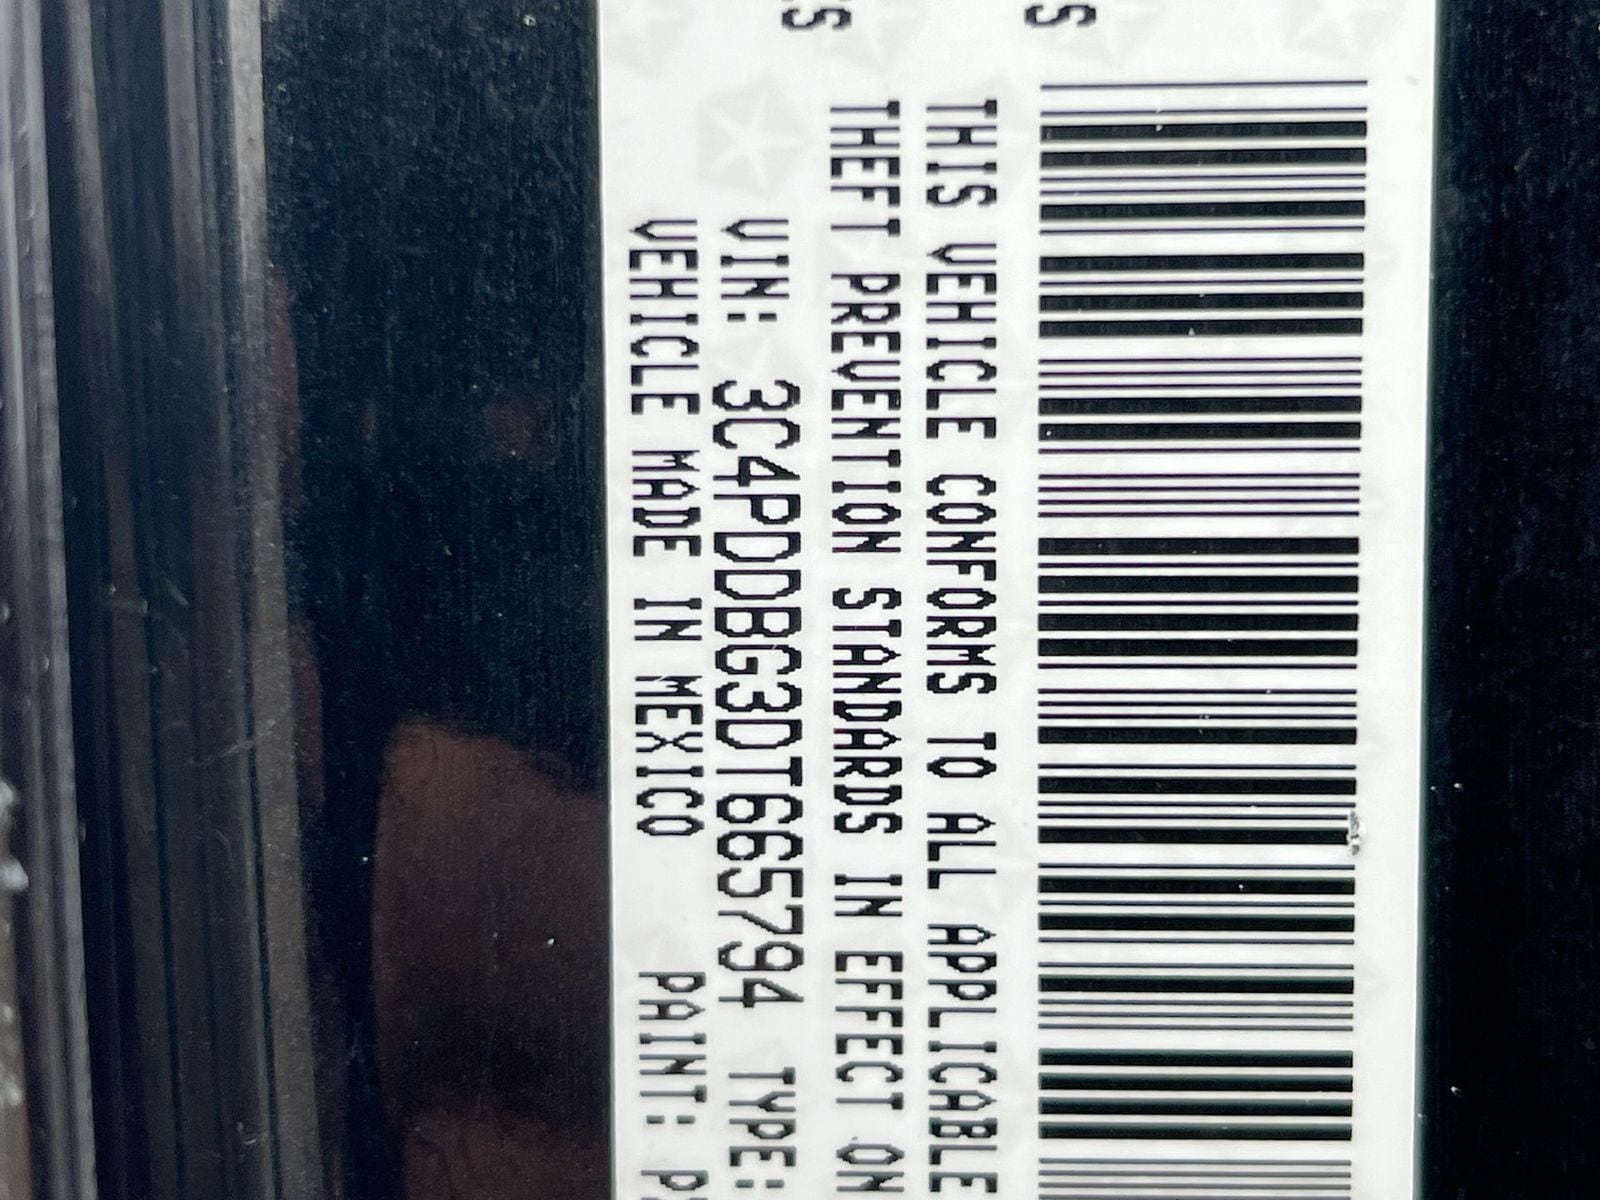 THIS VEHICLE CONFORMS TO ALL APPLICABLE
THEFT PREVENTION STANDARDS IN EFFECT ON
VIN: 3C4PDDBG3DT665794 TYPE:
VEHICLE MADE IN MEXICO PAINT: